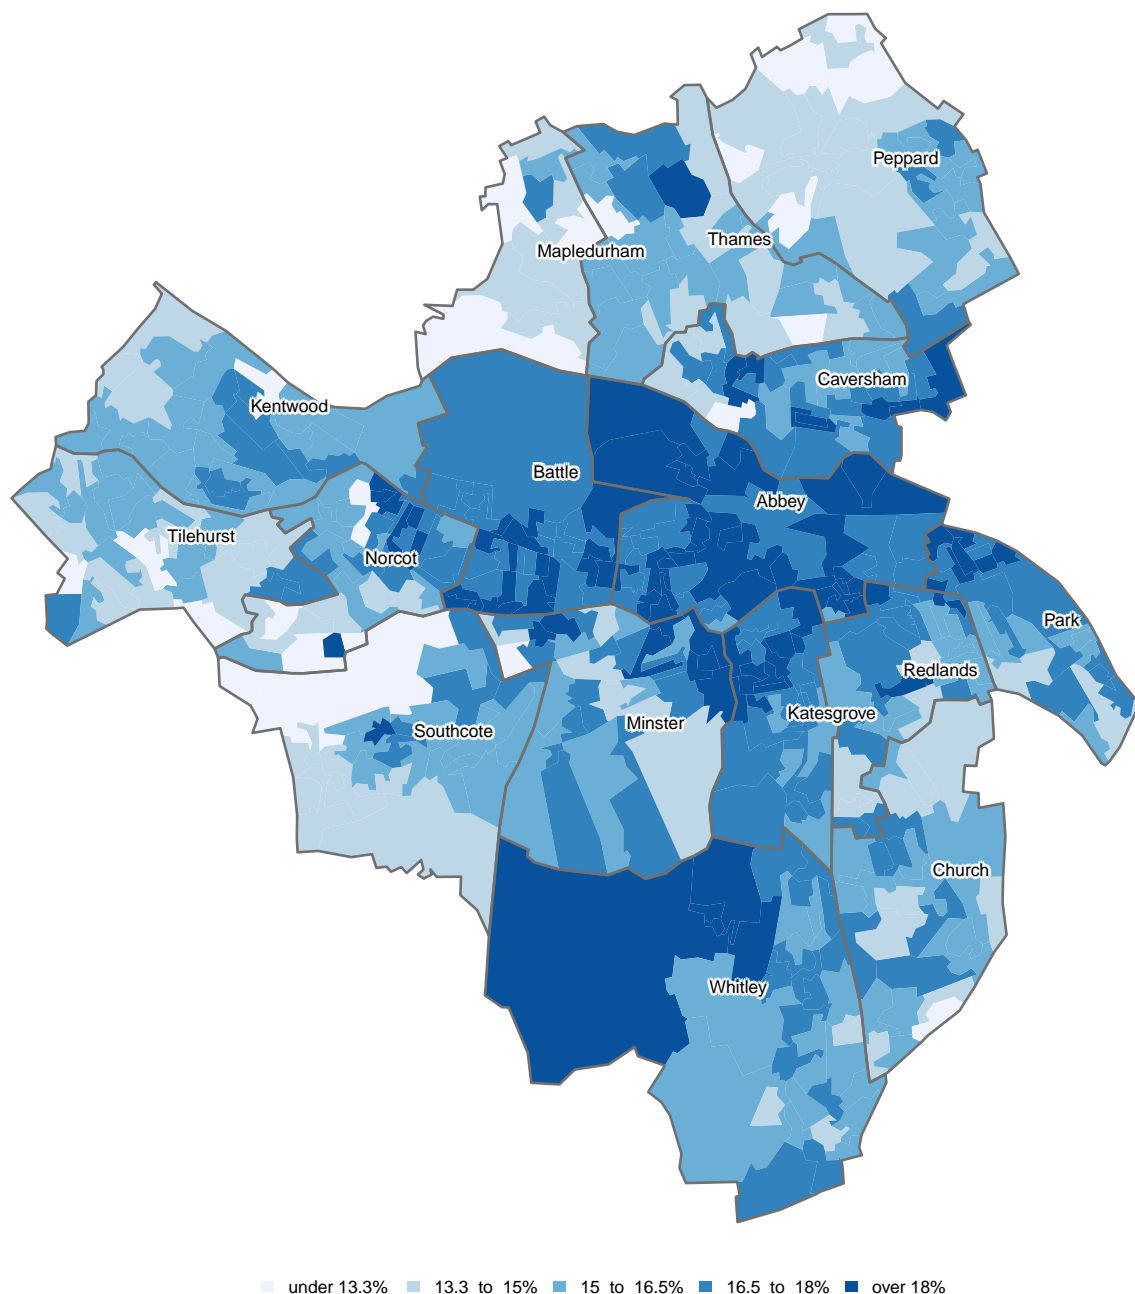 Peppard
Thames
Mapledurham
Caversham
Kentwood
Battle
Abbey
Tilehurst
Norcot
Park
Redlands
Katesgrove
Minster
Southcote
Church
Whitley
under 13.3% 13.3 to 15% 15 to 16.5% 16.5 to 18% over 18%